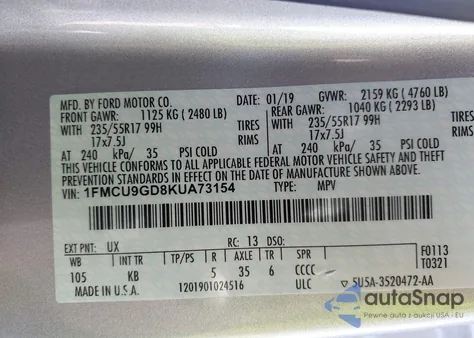 MFD. BY FORD MOTOR CO. 01/19 GVWR: 2159 KG (4760 LB)
FRONT GAWR: 1125 KG (2480 LB) REAR GAWR: 1040 KG (2293 LB)
WITH 235/55R17 99H TIRES WITH 235/55R17 99H
17x7.5J RIMS 17x7.5J
AT 240 kPa/ 35 PSI COLD AT 240 kPa/ 35 PSI COLD
THIS VEHICLE CONFORMS TO ALL APPLICABLE FEDERAL MOTOR VEHICLE SAFETY AND THEFT
PREVENTION STANDARDS IN EFFECT ON THE DATE OF MANUFACTURE SHOWN ABOVE.
VIN: 1FMCU9GD8KUA73154 TYPE: MPV
EXT PNT: UX RC: 13 DSO: F0113
WB INT TR TP/PS R AXLE TR SPR T0321
105 KB 5 35 6 CCCC
MADE IN U.S.A. 1201901024516 ULC 5U5A-3520472-AA
autoSnap
Pewne auta z USA - EU